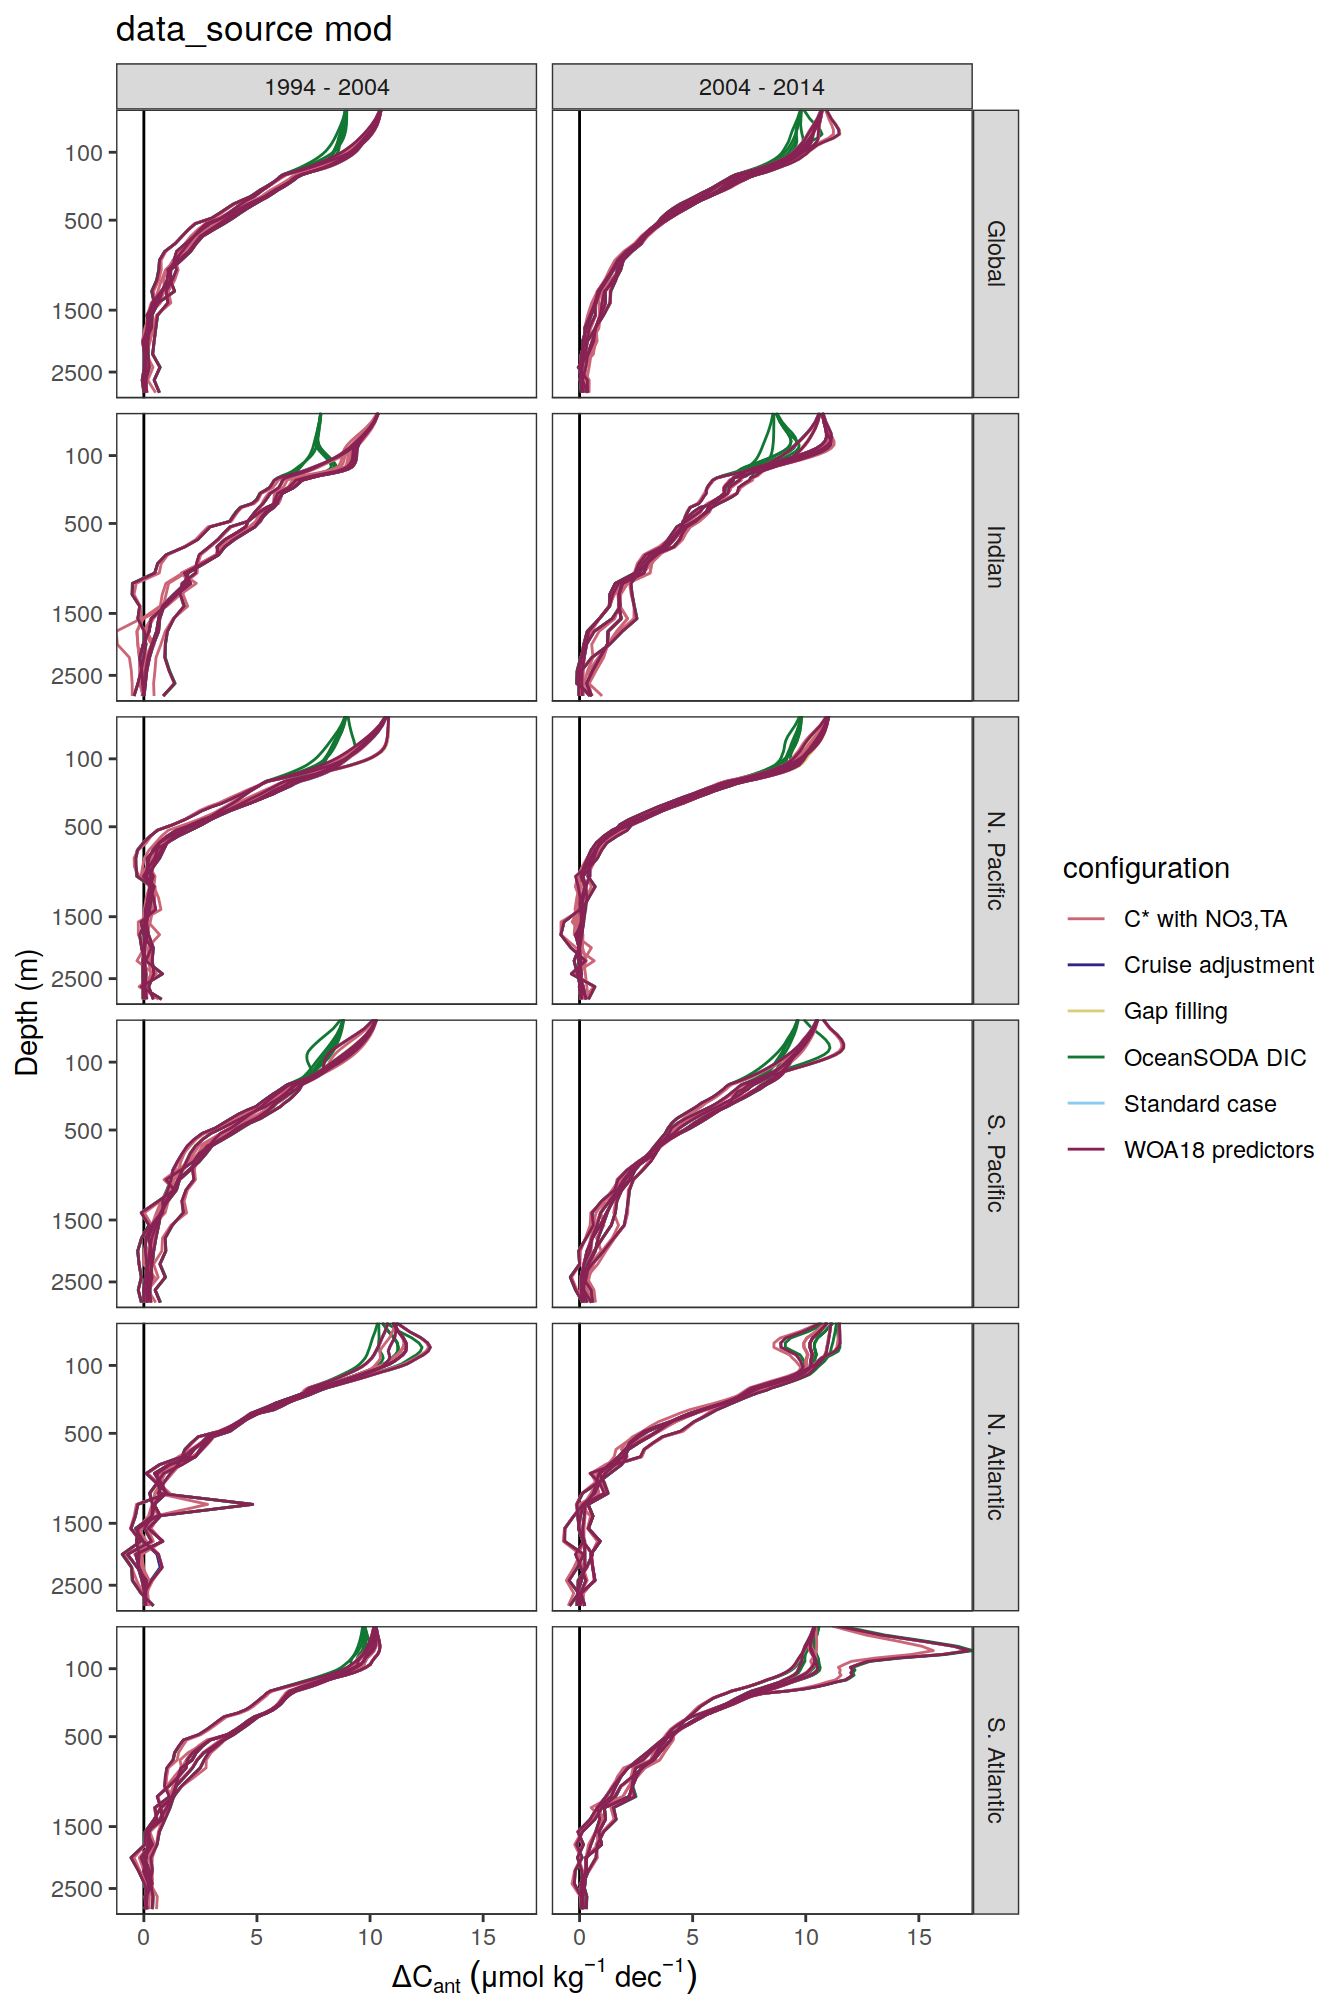 data_source mod
1994 - 2004
2004 - 2014
100
500
1500
2500
Global
100
500
1500
2500
Indian
100
500
1500
2500
N. Pacific
100
500
1500
2500
S. Pacific
100
500
1500
2500
N. Atlantic
100
500
1500
2500
S. Atlantic
0 5 10 15
0 5 10 15
Depth (m)
ΔCant (μmol kg−1 dec−1)
configuration
C* with NO3,TA
Cruise adjustment
Gap filling
OceanSODA DIC
Standard case
WOA18 predictors